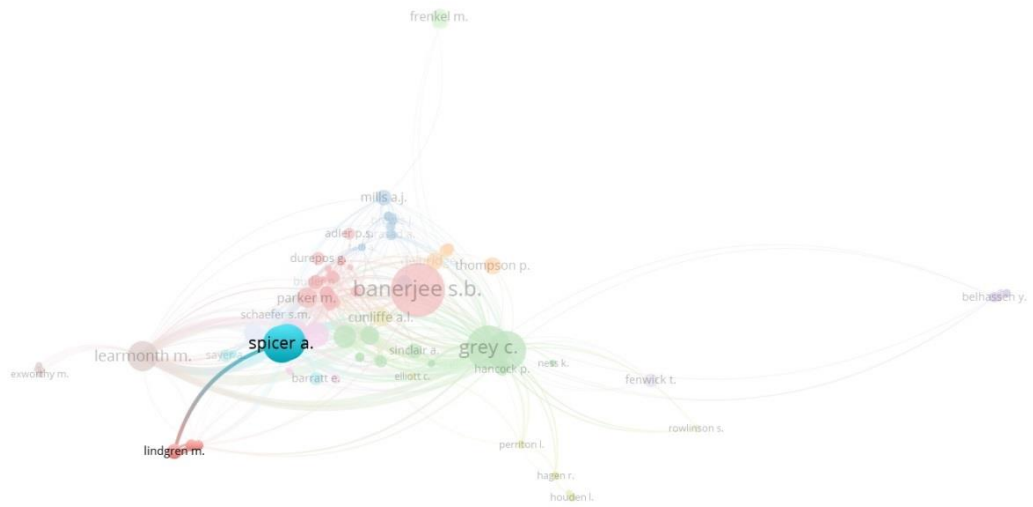 frenkel m.
mills a.j.
adler p.s.
durepos g.
thompson p.
banerjee s.b.
parker m.
belhassen y.
schaefer s.m.
cunliffe a.l.
spicer a.
grey c.
learmonth m.
sinclair a.
hancock p.
ness k.
exworthy m.
barratt e.
elliott c.
fenwick t.
rowlinson s.
perriton l.
lindgren m.
hagen r.
houden l.